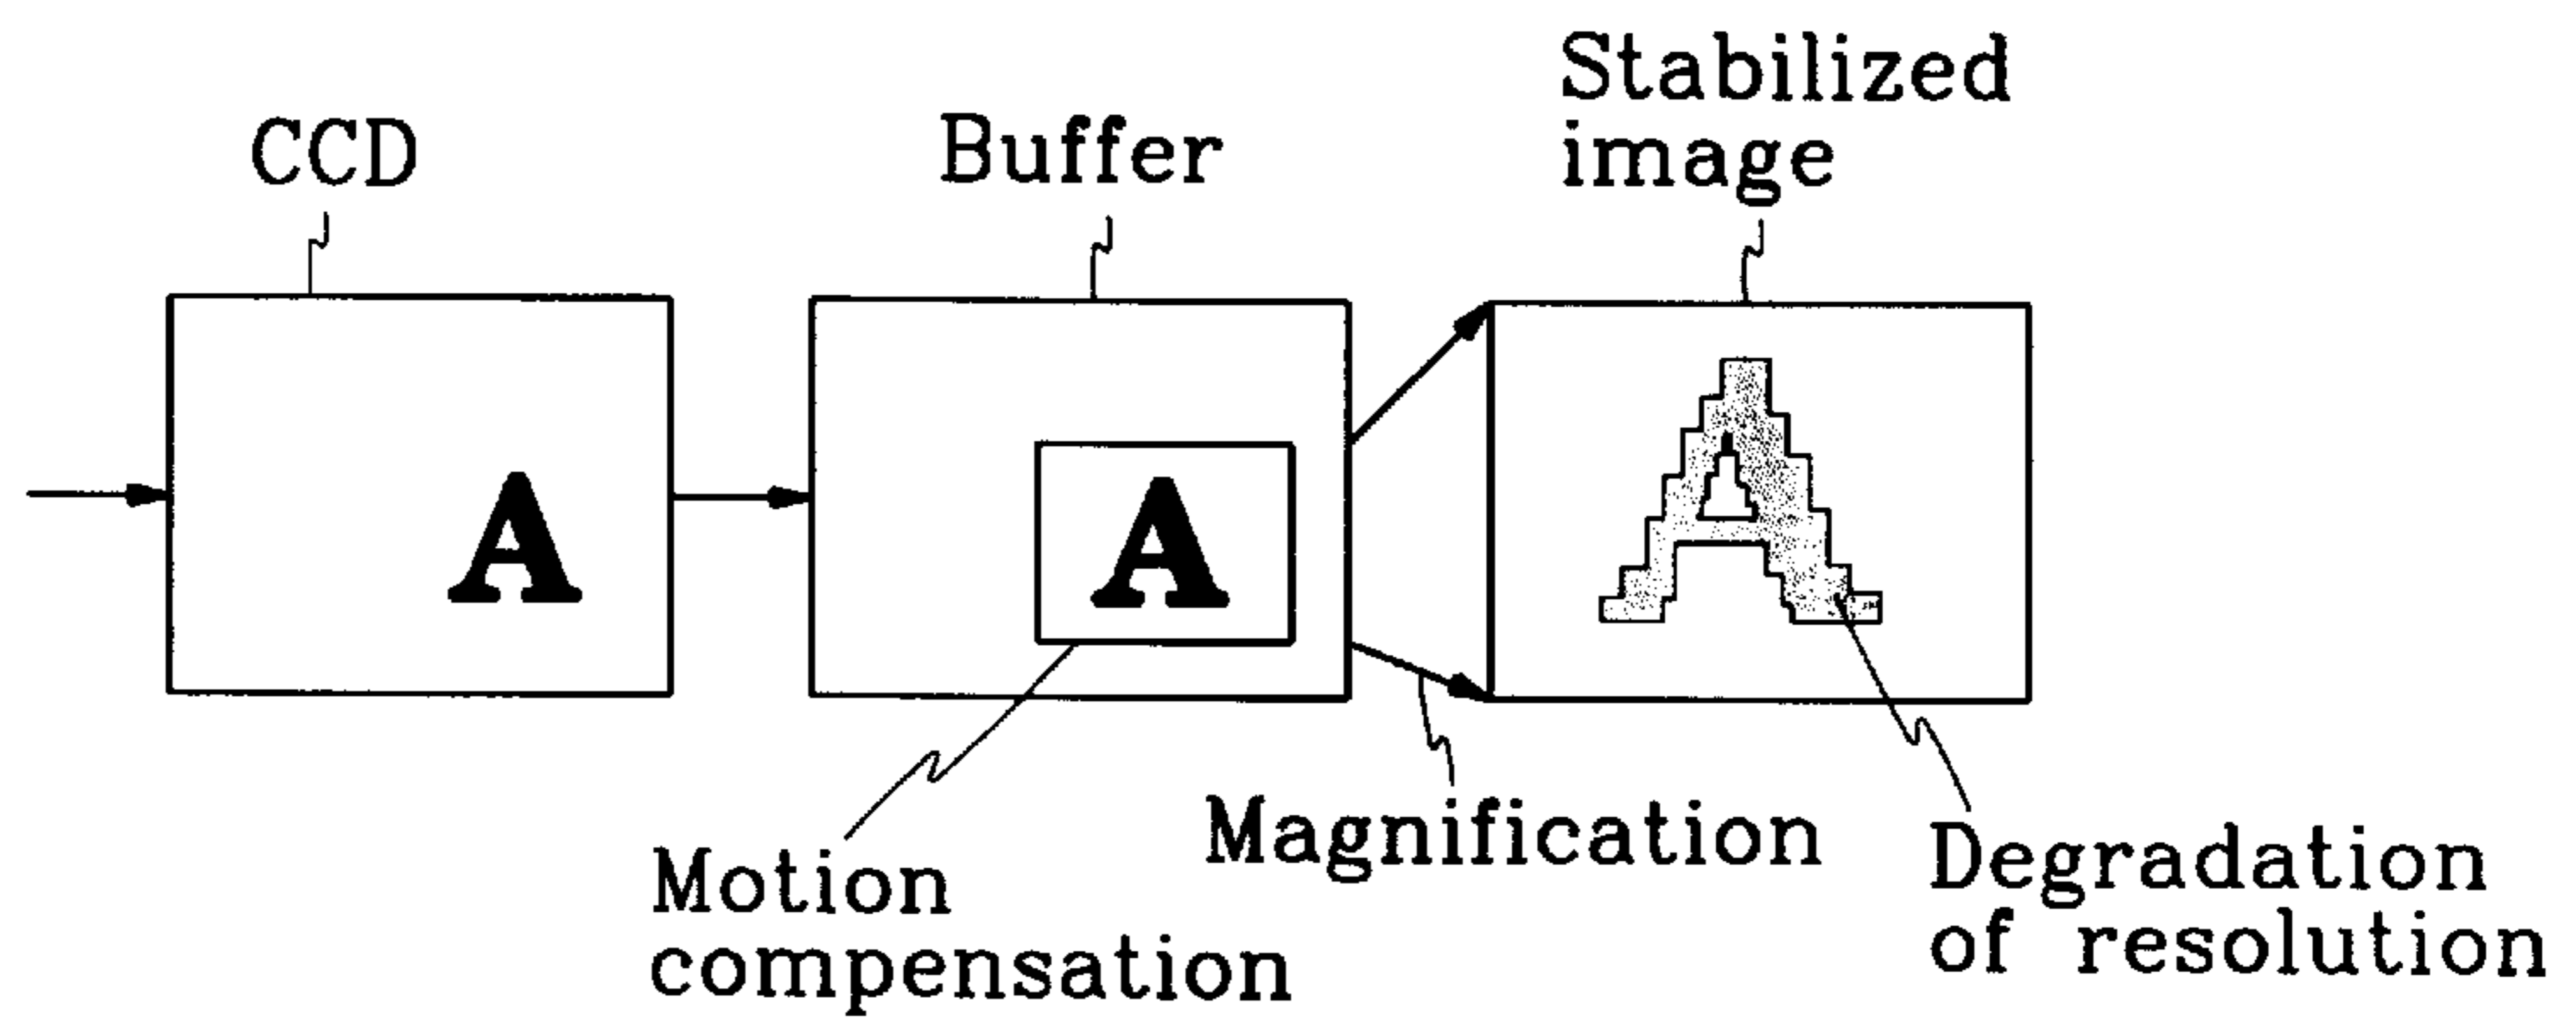 CCD
Buffer
Stabilized
image
A
A
A
Motion
compensation
Magnification
Degradation
of resolution